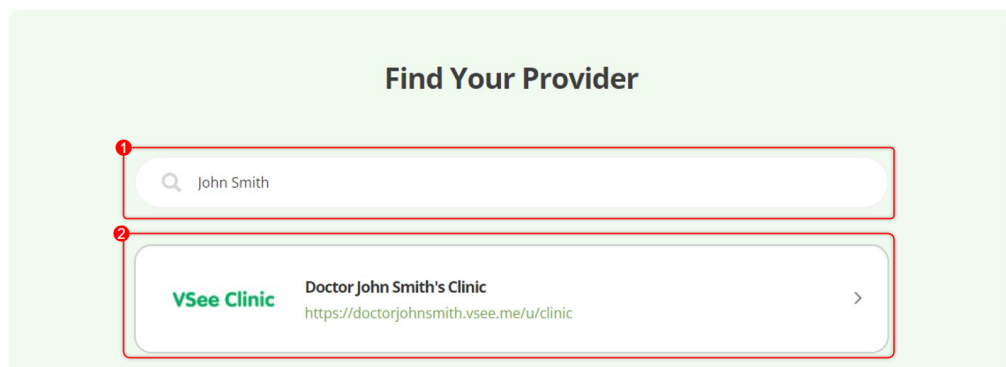 Find Your Provider
1
John Smith
2
VSee Clinic
Doctor John Smith's Clinic
https://doctorjohnsmith.vsee.me/u/clinic